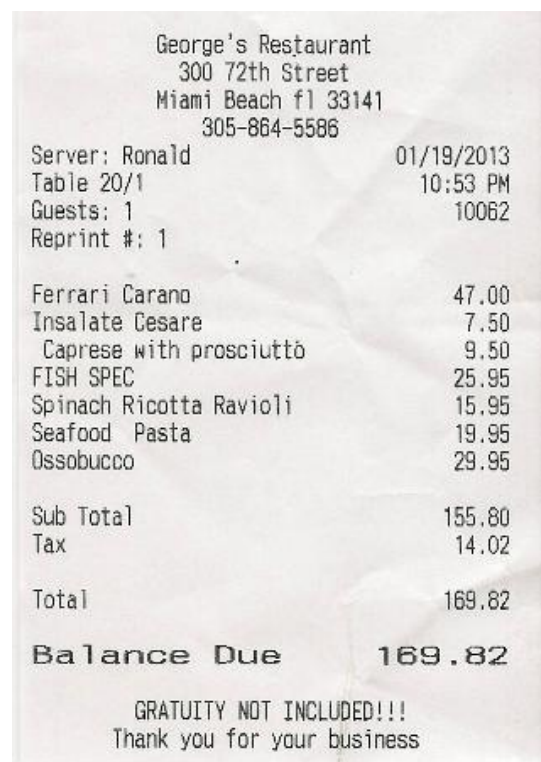 George's Restaurant
300 72th Street
Miami Beach fl 33141
305-864-5586
Server: Ronald 01/19/2013
Table 20/1 10:53 PM
Guests: 1 10062
Reprint #: 1
Ferrari Carano 47.00
Insalate Cesare 7.50
Caprese with prosciutto 9.50
FISH SPEC 25.95
Spinach Ricotta Ravioli 15.95
Seafood Pasta 19.95
Ossobucco 29.95
Sub Total 155.80
Tax 14.02
Total 169.82
Balance Due 169.82
GRATUITY NOT INCLUDED!!!
Thank you for your business